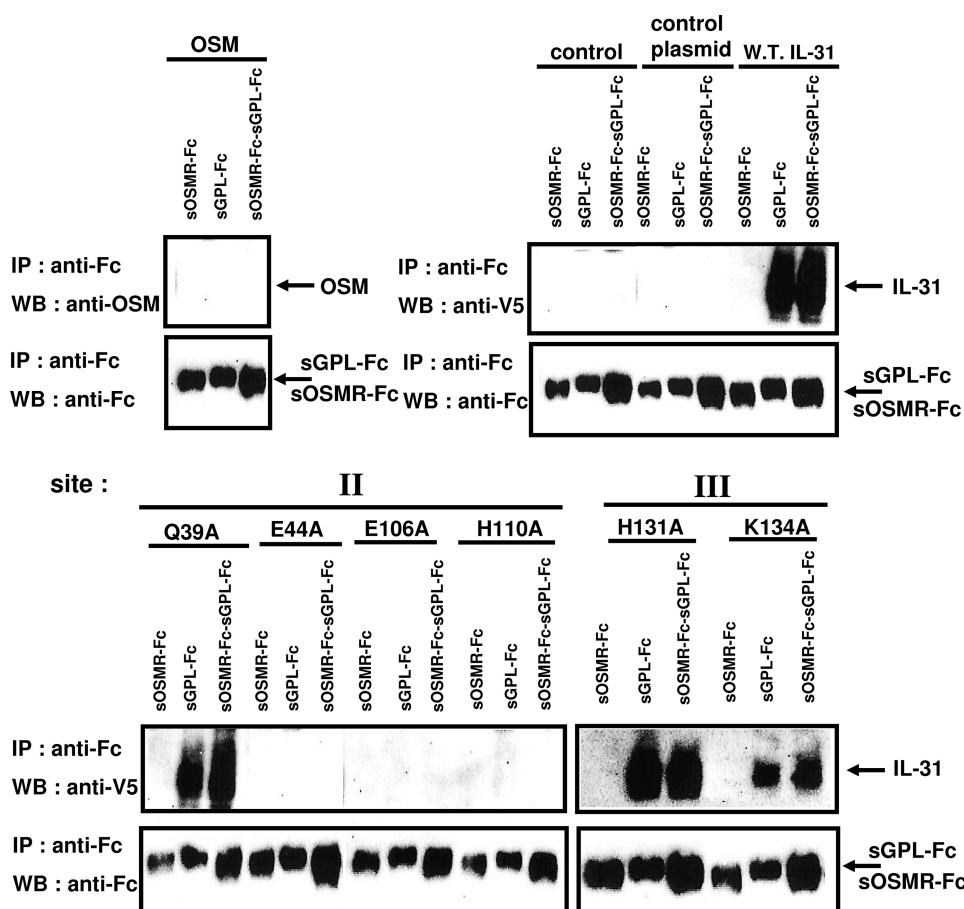 OSM
sOSMR-Fc
sGPL-Fc
sOSMR-Fc-sGPL-Fc
IP : anti-Fc
WB : anti-OSM
OSM
IP : anti-Fc
WB : anti-Fc
sGPL-Fc
sOSMR-Fc
control
control
plasmid
W.T. IL-31
sOSMR-Fc
sGPL-Fc
sOSMR-Fc-sGPL-Fc
sOSMR-Fc
sGPL-Fc
sOSMR-Fc-sGPL-Fc
sOSMR-Fc
sGPL-Fc
sOSMR-Fc-sGPL-Fc
IP : anti-Fc
WB : anti-V5
IL-31
IP : anti-Fc
WB : anti-Fc
sGPL-Fc
sOSMR-Fc
site :
II
III
Q39A
E44A
E106A
H110A
H131A
K134A
sOSMR-Fc
sGPL-Fc
sOSMR-Fc-sGPL-Fc
sOSMR-Fc
sGPL-Fc
sOSMR-Fc-sGPL-Fc
sOSMR-Fc
sGPL-Fc
sOSMR-Fc-sGPL-Fc
sOSMR-Fc
sGPL-Fc
sOSMR-Fc-sGPL-Fc
sOSMR-Fc
sGPL-Fc
sOSMR-Fc-sGPL-Fc
sOSMR-Fc
sGPL-Fc
sOSMR-Fc-sGPL-Fc
IP : anti-Fc
WB : anti-V5
IL-31
IP : anti-Fc
WB : anti-Fc
sGPL-Fc
sOSMR-Fc